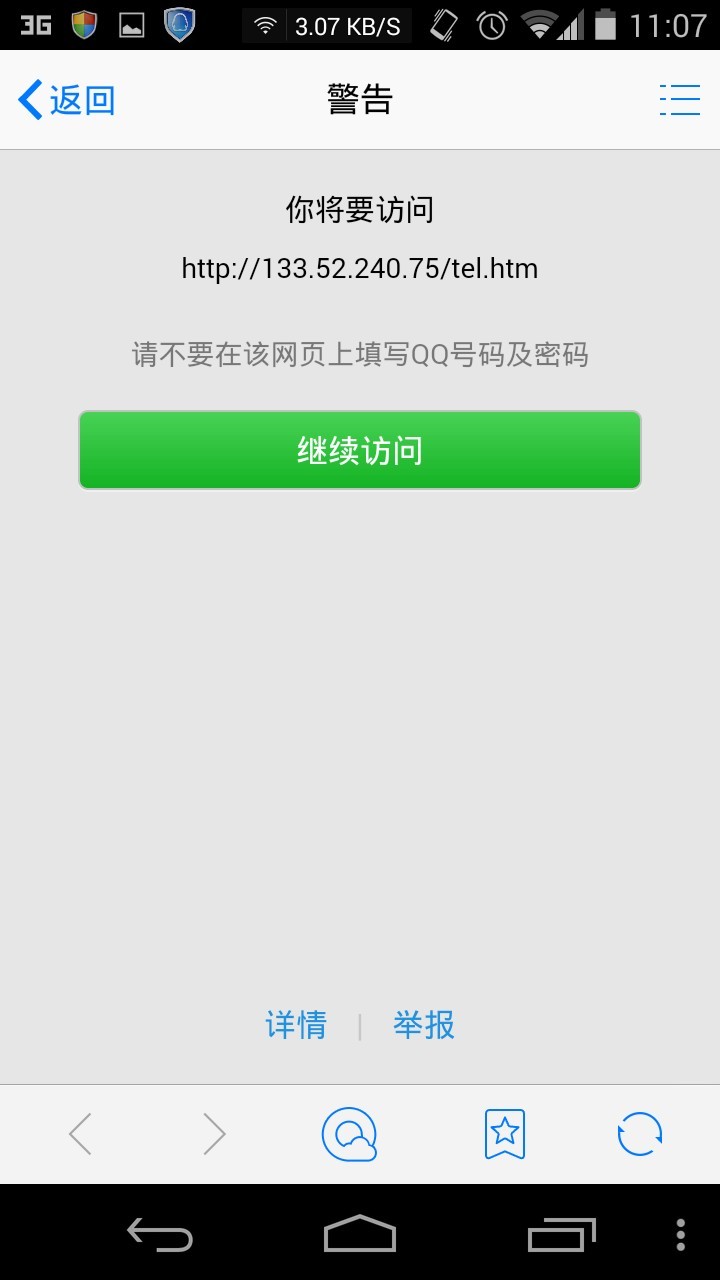 3G 3.07 KB/S 11:07
返回 警告
你将要访问
http://133.52.240.75/tel.htm
请不要在该网页上填写QQ号码及密码
继续访问
详情 | 举报